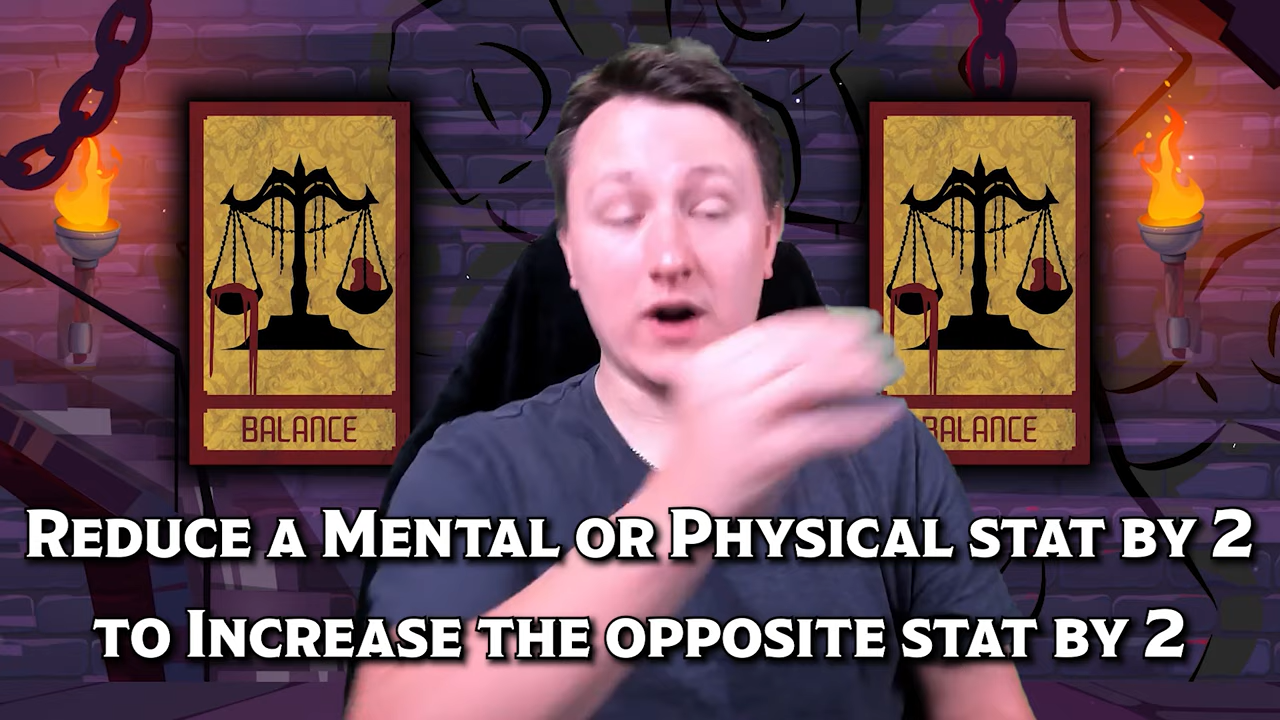 BALANCE
BALANCE
REDUCE A MENTAL OR PHYSICAL STAT BY 2
TO INCREASE THE OPPOSITE STAT BY 2